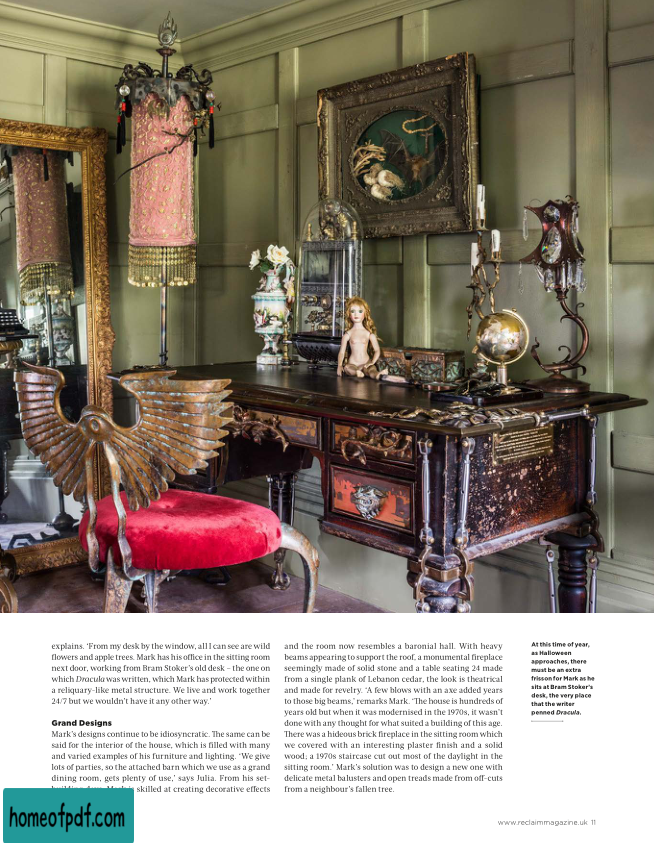 explains. ‘From my desk by the window, all I can see are wild
flowers and apple trees. Mark has his office in the sitting room
next door, working from Bram Stoker’s old desk – the one on
which Dracula was written, which Mark has protected within
a reliquary-like metal structure. We live and work together
24/7 but we wouldn’t have it any other way.’
Grand Designs
Mark’s designs continue to be idiosyncratic. The same can be
said for the interior of the house, which is filled with many
and varied examples of his furniture and lighting. ‘We give
lots of parties, so the attached barn which we use as a grand
dining room, gets plenty of use,’ says Julia. From his set-
building days, Mark is skilled at creating decorative effects
and the room now resembles a baronial hall. With heavy
beams appearing to support the roof, a monumental fireplace
seemingly made of solid stone and a table seating 24 made
from a single plank of Lebanon cedar, the look is theatrical
and made for revelry. ‘A few blows with an axe added years
to those big beams,’ remarks Mark. ‘The house is hundreds of
years old but when it was modernised in the 1970s, it wasn’t
done with any thought for what suited a building of this age.
There was a hideous brick fireplace in the sitting room which
we covered with an interesting plaster finish and a solid
wood; a 1970s staircase cut out most of the daylight in the
sitting room.’ Mark’s solution was to design a new one with
delicate metal balusters and open treads made from off-cuts
from a neighbour’s fallen tree.
At this time of year,
as Halloween
approaches, there
must be an extra
frisson for Mark as he
sits at Bram Stoker’s
desk, the very place
that the writer
penned Dracula.
homeofpdf.com
www.reclaimmagazine.uk 11